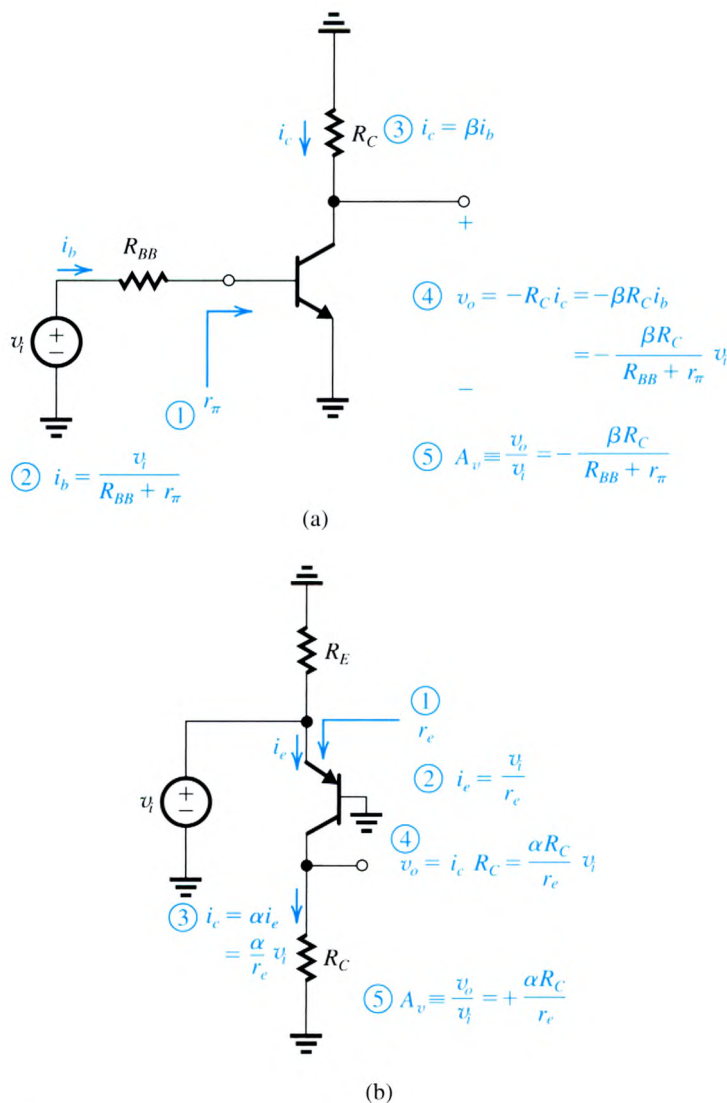 i_c
R_C
③ i_c = βi_b
+
i_b
R_BB
④ v_o = −R_C i_c = −βR_C i_b
= − βR_C / (R_BB + r_π) v_i
v_i
+
−
① r_π
−
② i_b = v_i / (R_BB + r_π)
⑤ A_v ≡ v_o / v_i = − βR_C / (R_BB + r_π)
(a)
R_E
①
r_e
i_e
② i_e = v_i / r_e
v_i
+
−
④
v_o = i_c R_C = αR_C / r_e v_i
③ i_c = αi_e
= α / r_e v_i
R_C
⑤ A_v ≡ v_o / v_i = + αR_C / r_e
(b)